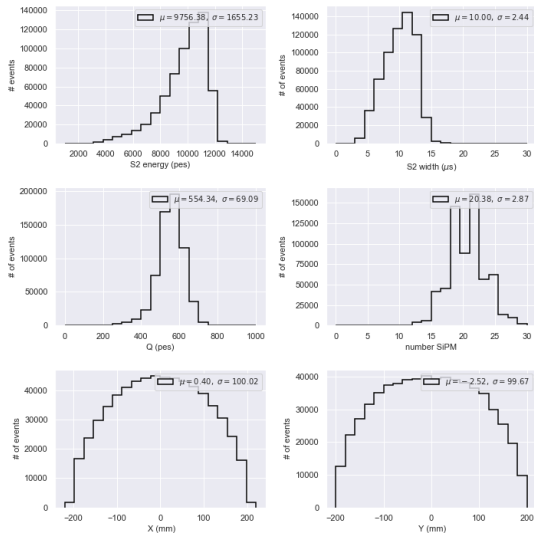 μ = 9756.38, σ = 1655.23
# of events
140000
120000
100000
80000
60000
40000
20000
0
2000 4000 6000 8000 10000 12000 14000
S2 energy (pes)
μ = 10.00, σ = 2.44
# of events
140000
120000
100000
80000
60000
40000
20000
0
0 5 10 15 20 25 30
S2 width (μs)
μ = 554.34, σ = 69.09
# of events
200000
150000
100000
50000
0
0 200 400 600 800 1000
Q (pes)
μ = 20.38, σ = 2.87
# of events
150000
125000
100000
75000
50000
25000
0
0 5 10 15 20 25 30
number SiPM
μ = 0.40, σ = 100.02
# of events
40000
30000
20000
10000
0
−200 −100 0 100 200
X (mm)
μ = −2.52, σ = 99.67
# of events
40000
30000
20000
10000
0
−200 −100 0 100 200
Y (mm)